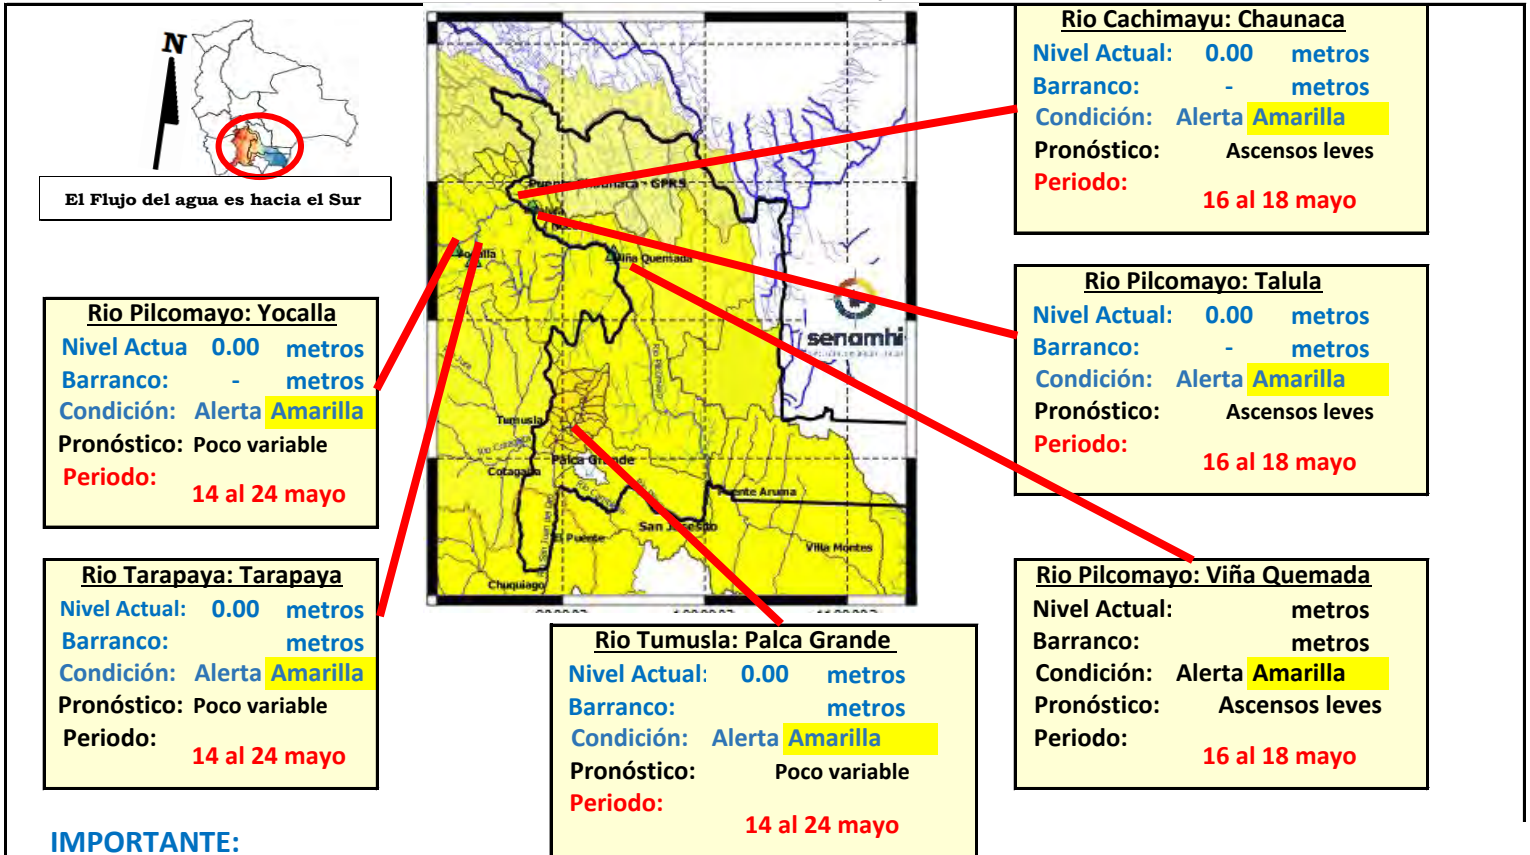 N
El Flujo del agua es hacia el Sur
Rio Cachimayu: Chaunaca
Nivel Actual: 0.00 metros
Barranco: - metros
Condición: Alerta Amarilla
Pronóstico: Ascensos leves
Periodo:
16 al 18 mayo
Rio Pilcomayo: Talula
Nivel Actual: 0.00 metros
Barranco: - metros
Condición: Alerta Amarilla
Pronóstico: Ascensos leves
Periodo:
16 al 18 mayo
Rio Pilcomayo: Yocalla
Nivel Actua 0.00 metros
Barranco: - metros
Condición: Alerta Amarilla
Pronóstico: Poco variable
Periodo:
14 al 24 mayo
Rio Tarapaya: Tarapaya
Nivel Actual: 0.00 metros
Barranco: metros
Condición: Alerta Amarilla
Pronóstico: Poco variable
Periodo:
14 al 24 mayo
Rio Pilcomayo: Viña Quemada
Nivel Actual: metros
Barranco: metros
Condición: Alerta Amarilla
Pronóstico: Ascensos leves
Periodo:
16 al 18 mayo
Rio Tumusla: Palca Grande
Nivel Actual: 0.00 metros
Barranco: metros
Condición: Alerta Amarilla
Pronóstico: Poco variable
Periodo:
14 al 24 mayo
- GPRS
Viña Quemada
senamhi
Tumusla
Palca Grande
Cotagaita
Puente Aruma
San Josesito
El Puente
Villa Montes
Chuquiago
IMPORTANTE: